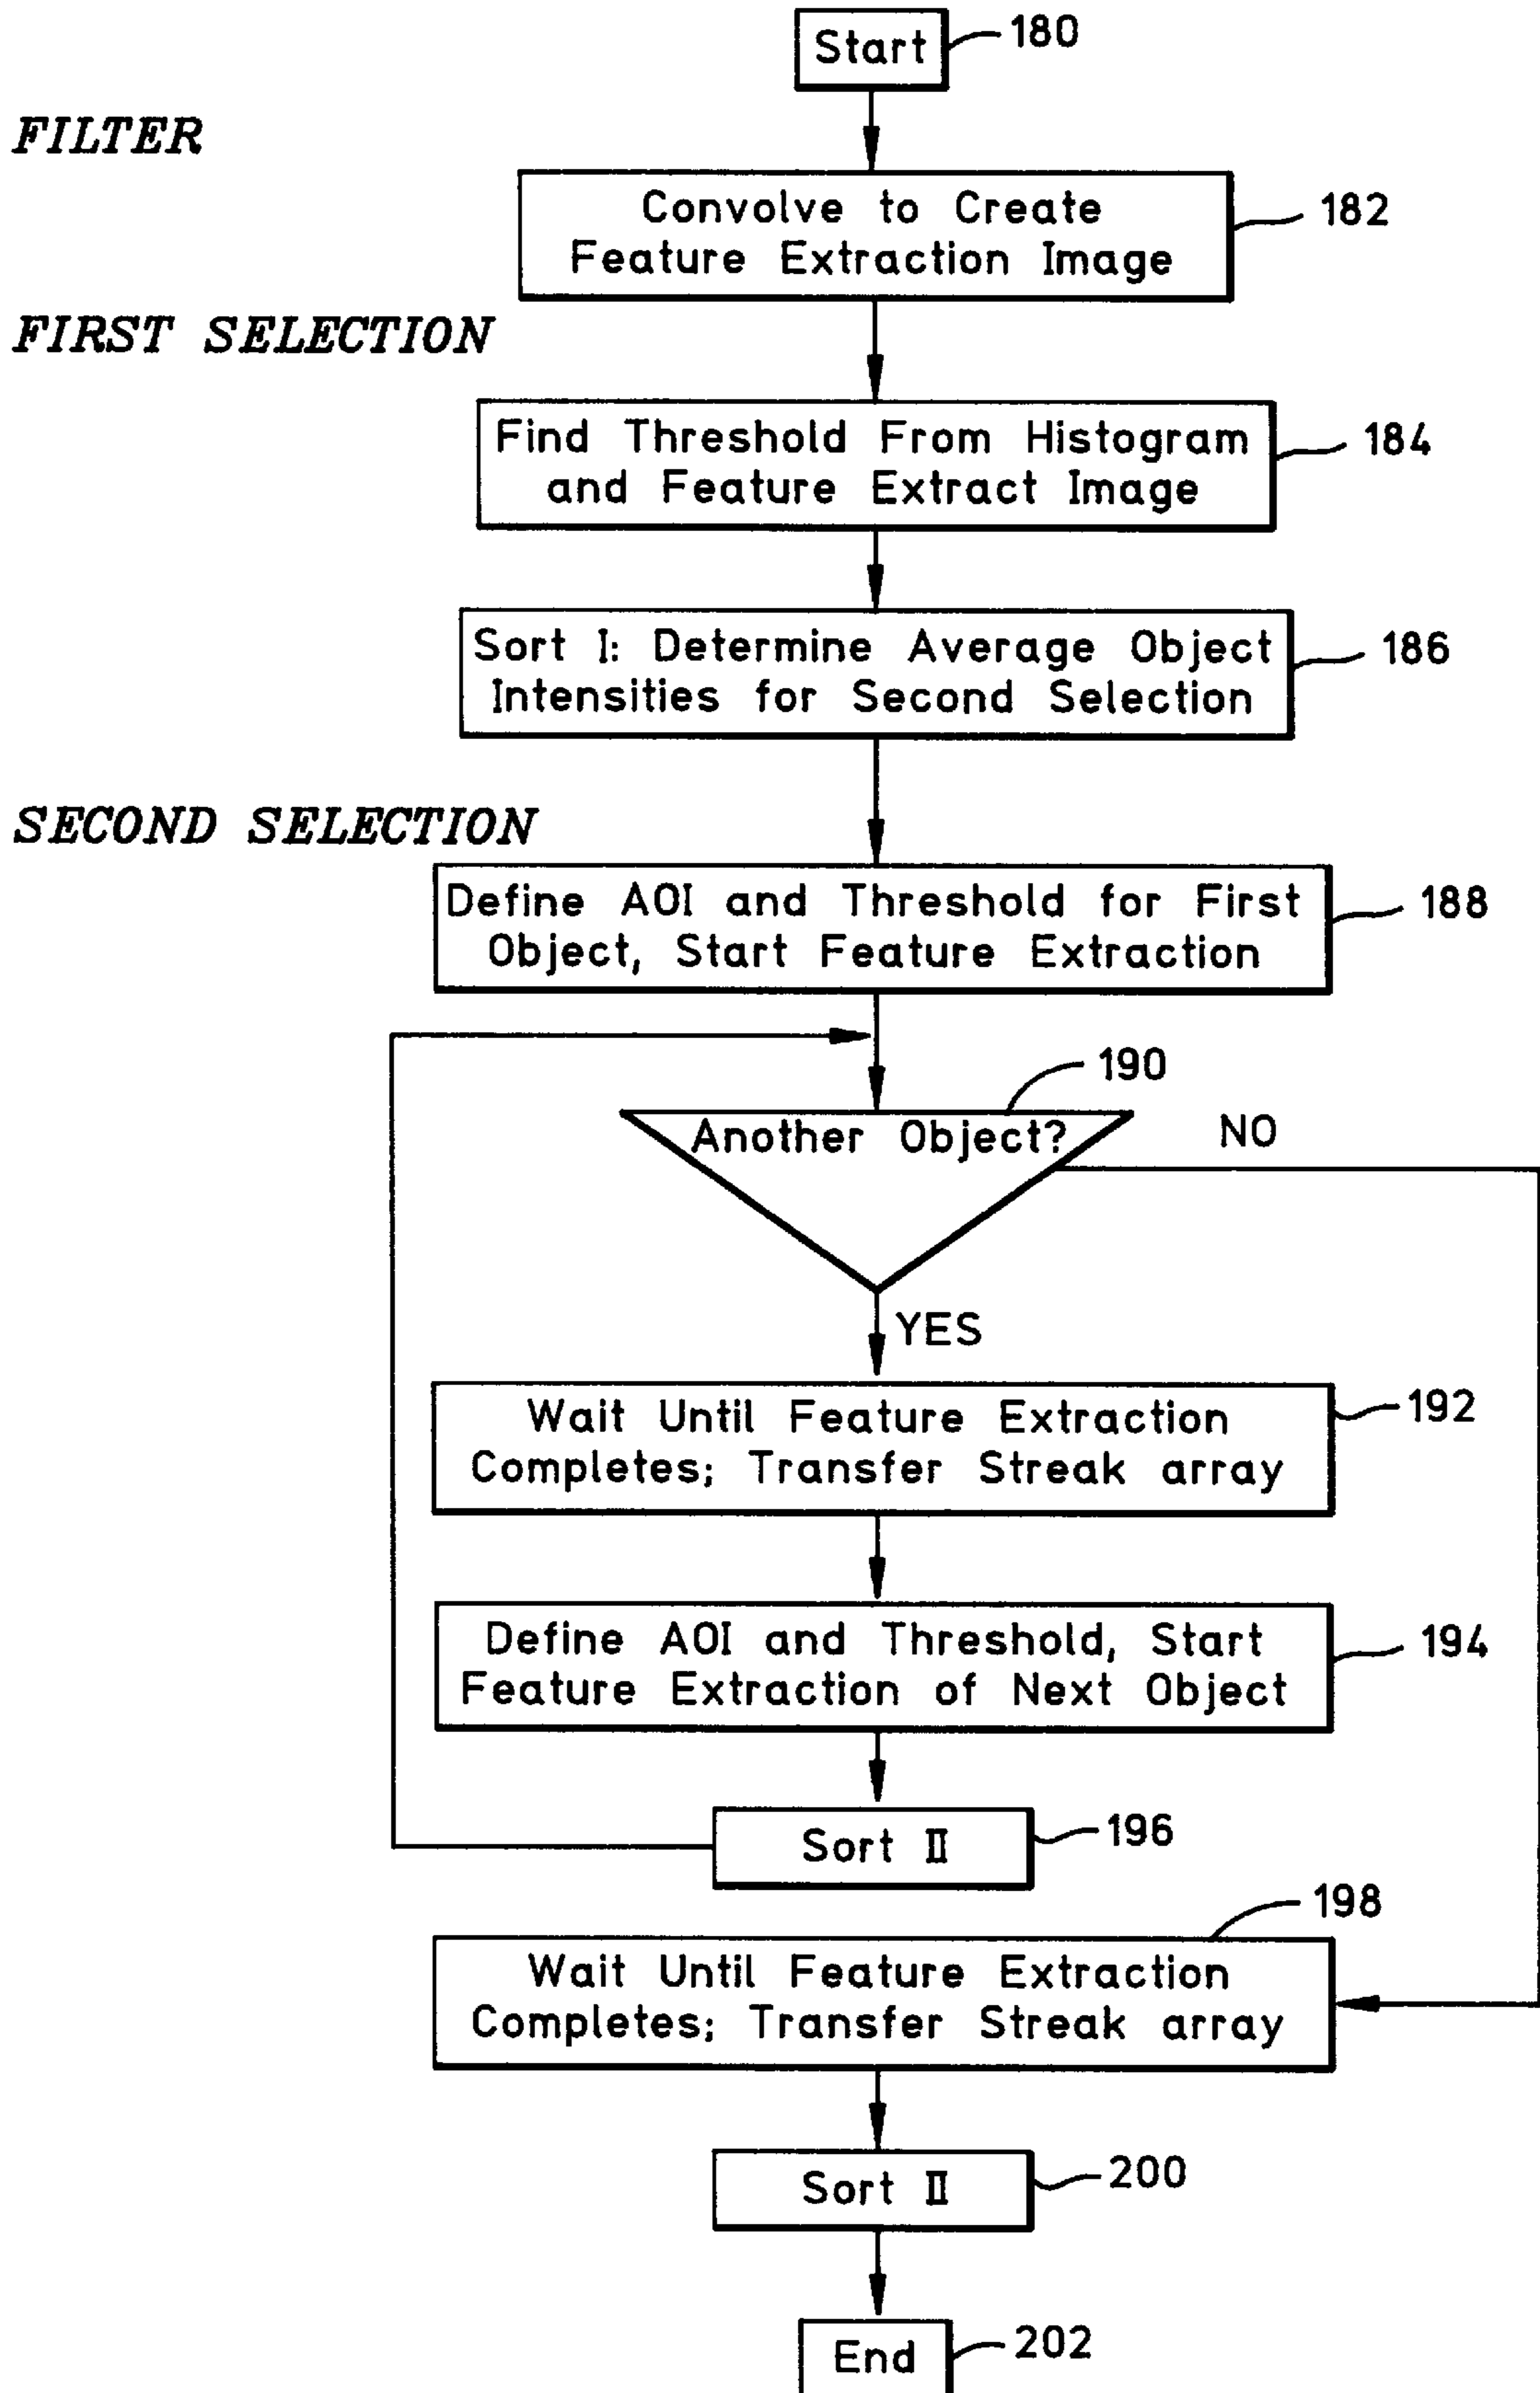 Start
180
FILTER
Convolve to Create
Feature Extraction Image
182
FIRST SELECTION
Find Threshold From Histogram
and Feature Extract Image
184
Sort I: Determine Average Object
Intensities for Second Selection
186
SECOND SELECTION
Define AOI and Threshold for First
Object, Start Feature Extraction
188
190
Another Object?
NO
YES
Wait Until Feature Extraction
Completes; Transfer Streak array
192
Define AOI and Threshold, Start
Feature Extraction of Next Object
194
Sort II
196
198
Wait Until Feature Extraction
Completes; Transfer Streak array
Sort II
200
End
202